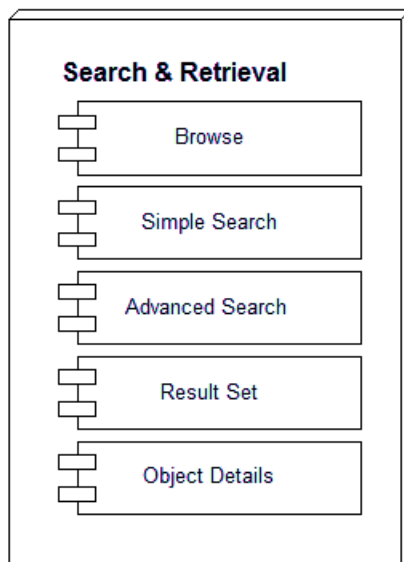 Search & Retrieval
Browse
Simple Search
Advanced Search
Result Set
Object Details